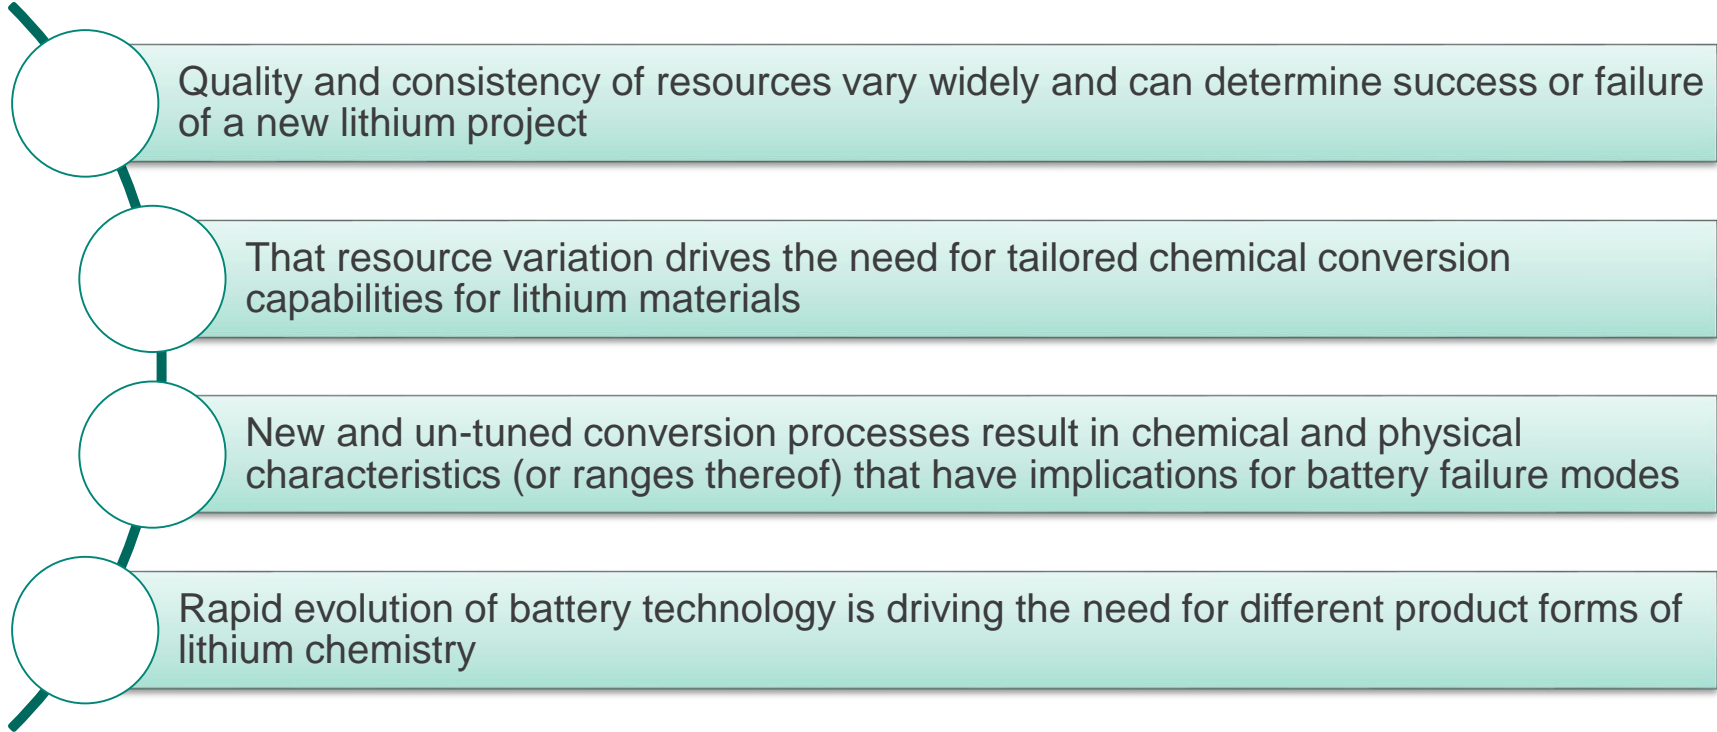 Quality and consistency of resources vary widely and can determine success or failure
of a new lithium project
That resource variation drives the need for tailored chemical conversion
capabilities for lithium materials
New and un-tuned conversion processes result in chemical and physical
characteristics (or ranges thereof) that have implications for battery failure modes
Rapid evolution of battery technology is driving the need for different product forms of
lithium chemistry